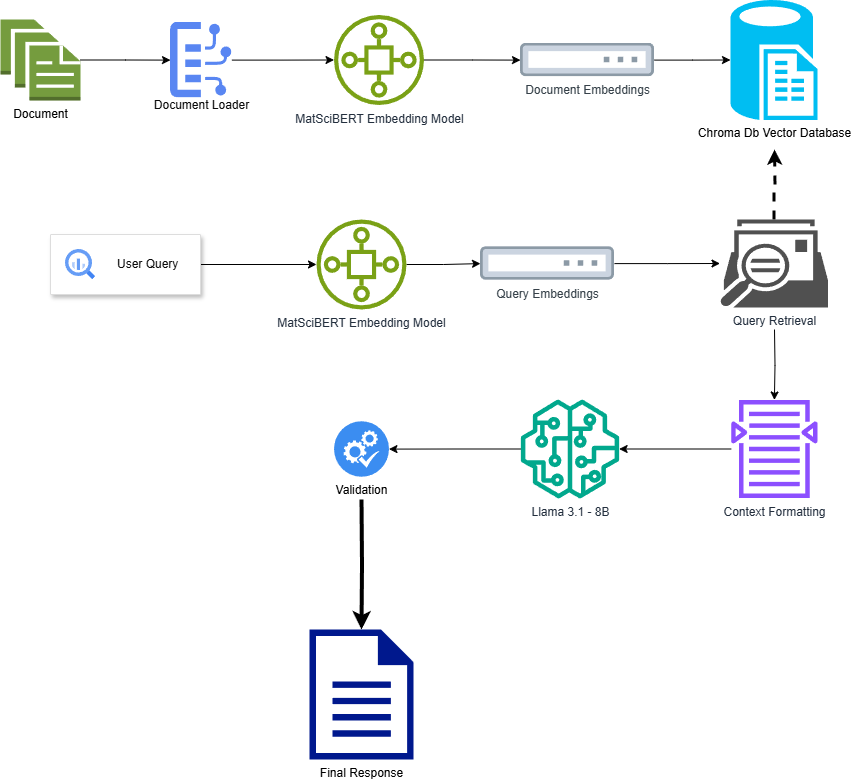 Document
Document Loader
MatSciBERT Embedding Model
Document Embeddings
Chroma Db Vector Database
User Query
MatSciBERT Embedding Model
Query Embeddings
Query Retrieval
Validation
Llama 3.1 - 8B
Context Formatting
Final Response